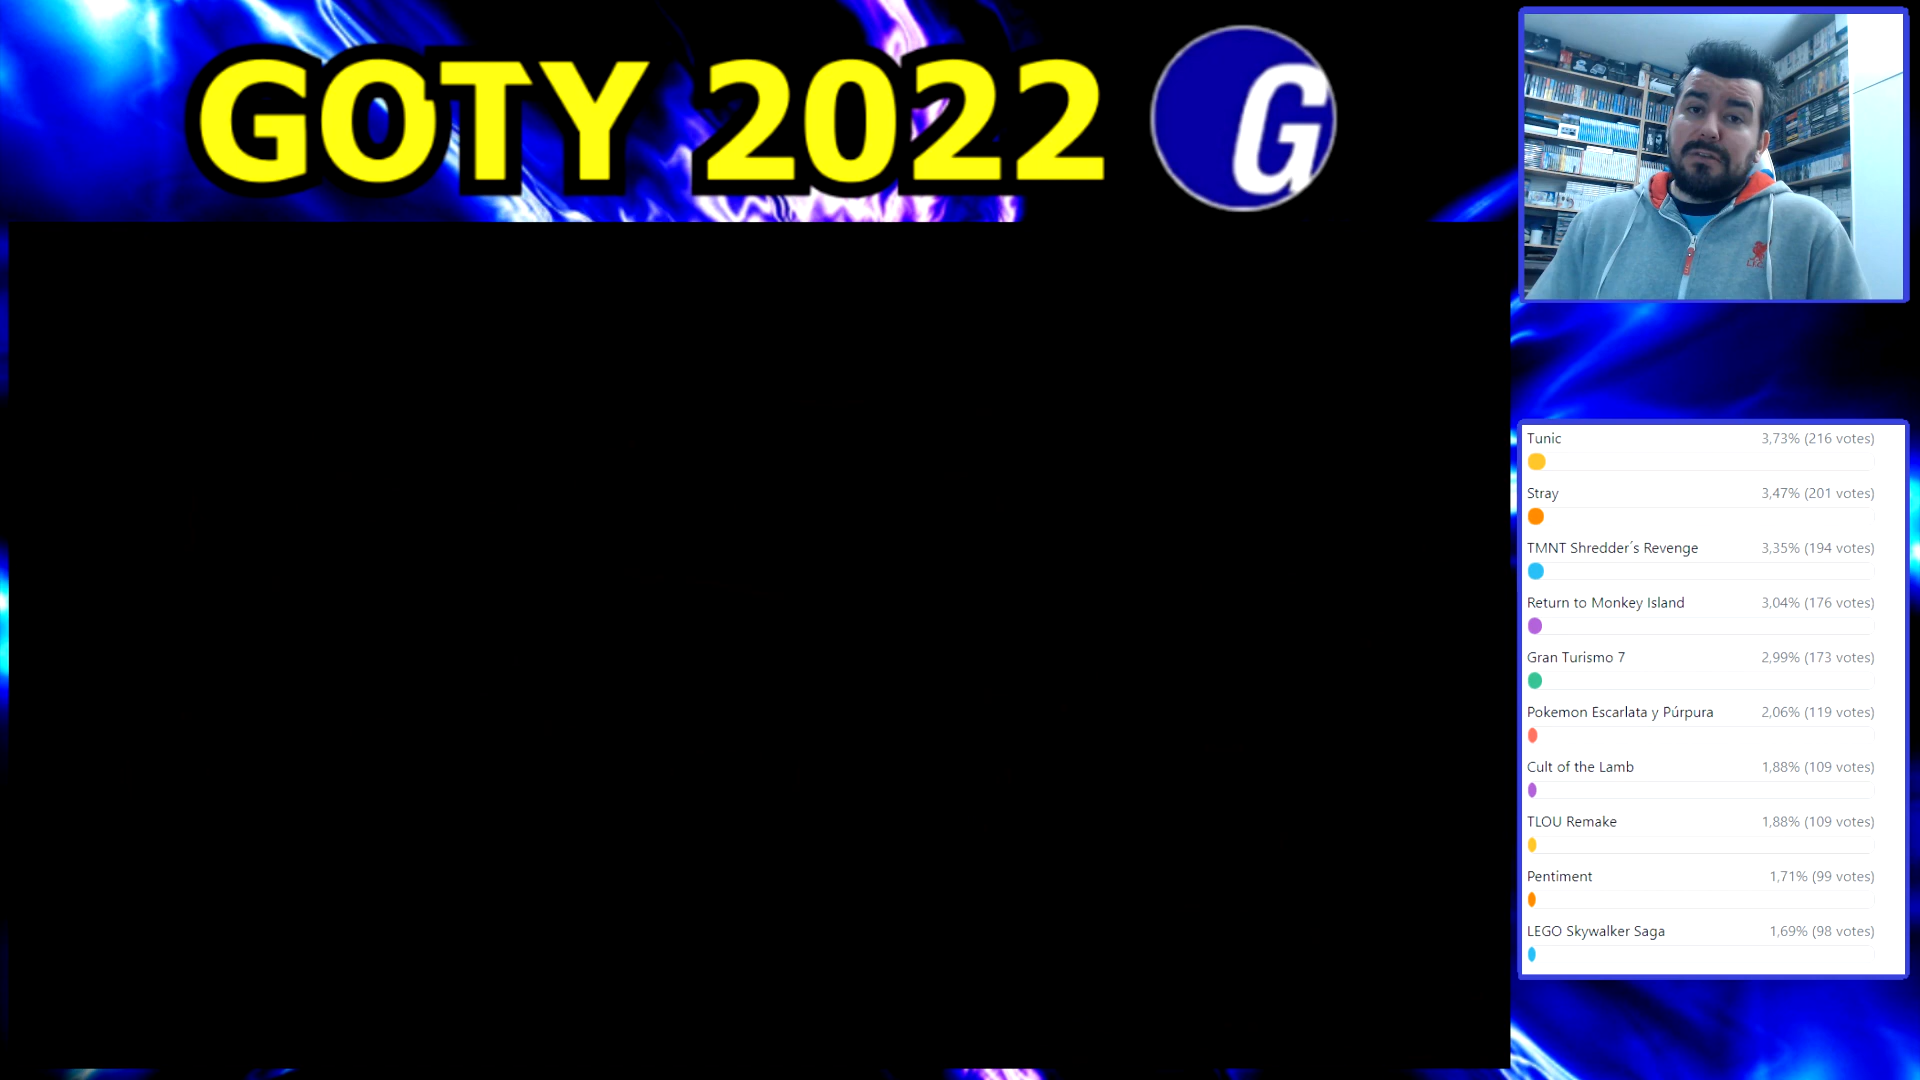 GOTY 2022 G
Tunic 3,73% (216 votes)
Stray 3,47% (201 votes)
TMNT Shredder´s Revenge 3,35% (194 votes)
Return to Monkey Island 3,04% (176 votes)
Gran Turismo 7 2,99% (173 votes)
Pokemon Escarlata y Púrpura 2,06% (119 votes)
Cult of the Lamb 1,88% (109 votes)
TLOU Remake 1,88% (109 votes)
Pentiment 1,71% (99 votes)
LEGO Skywalker Saga 1,69% (98 votes)